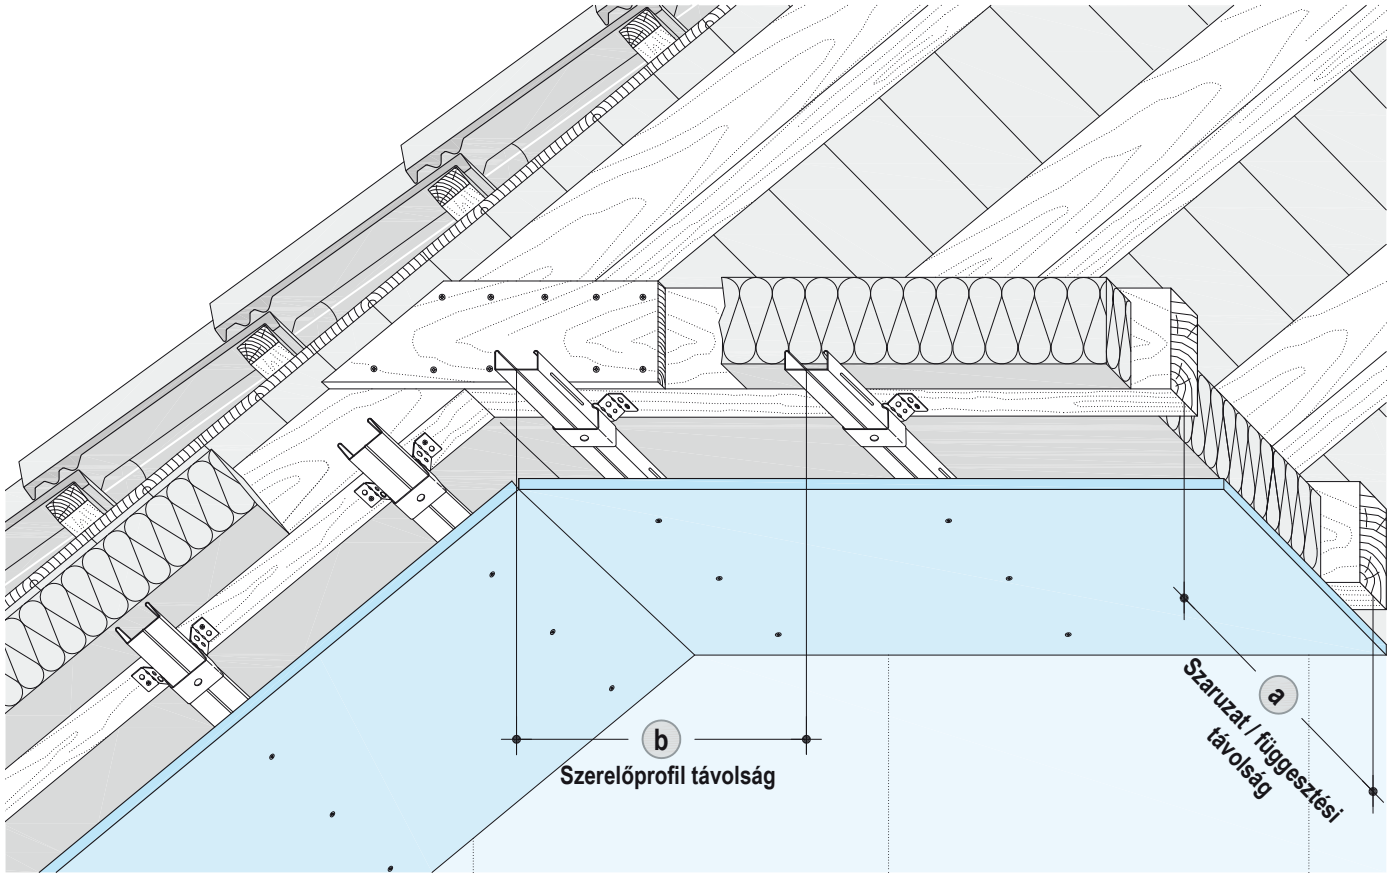 b
Szerelőprofil távolság
a
Szaruzat / függesztési
távolság